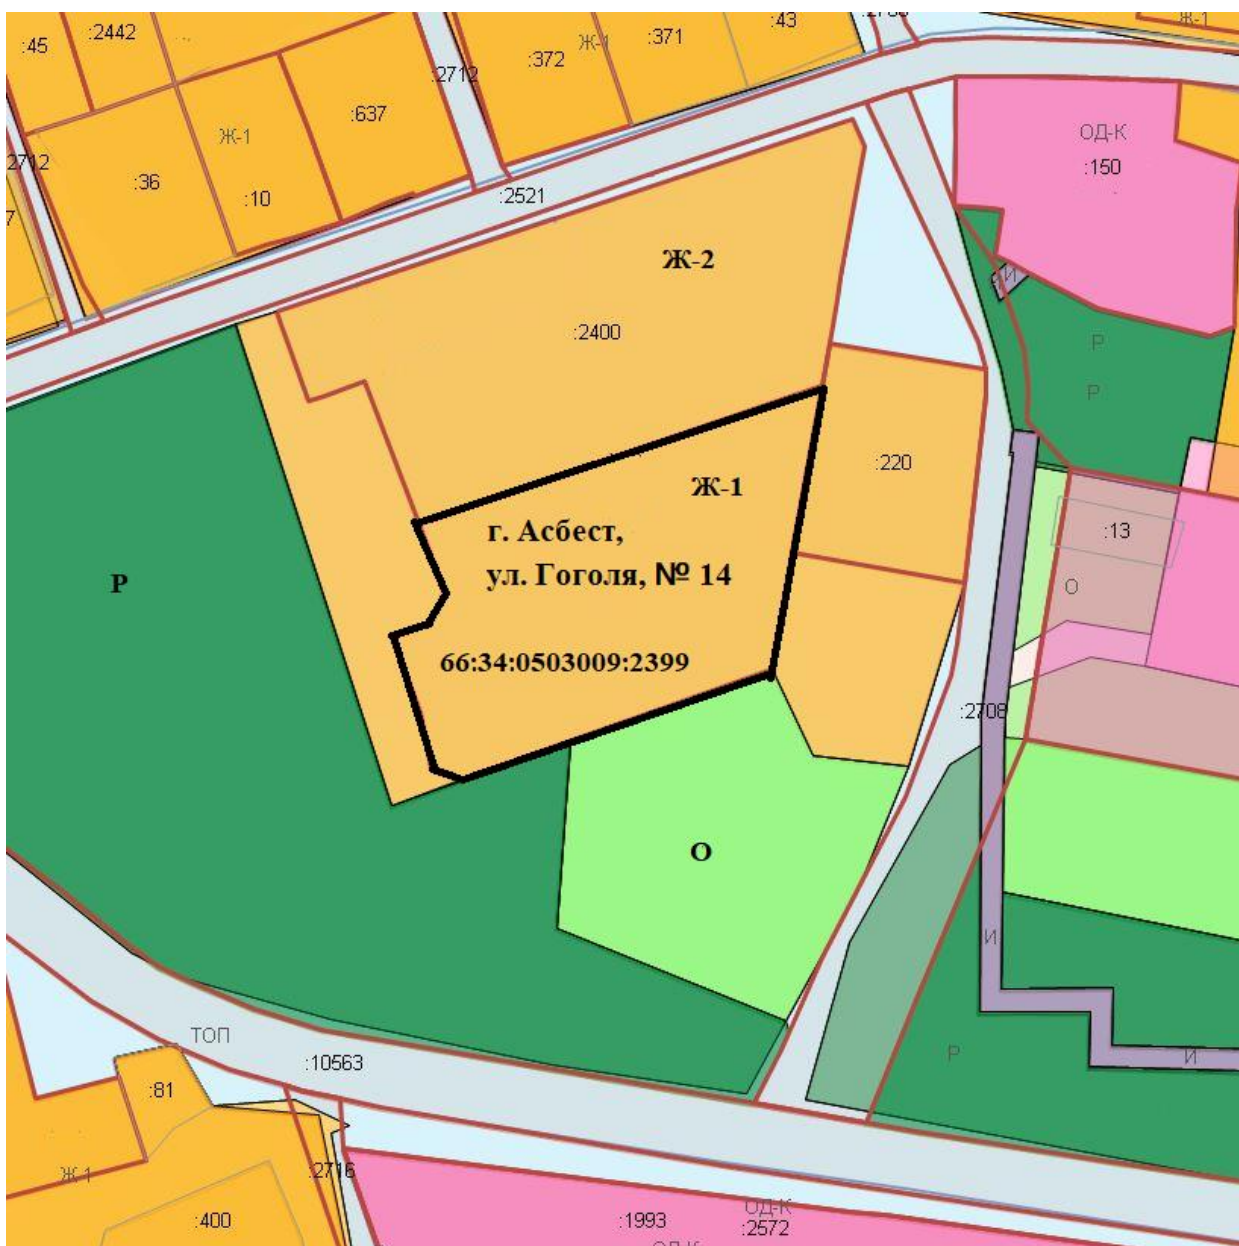 :45
:2442
:372
Ж-1
:371
:43
Ж-1
:2712
:637
Ж-1
ОД-К
:150
2712
:36
:10
:2521
7
Ж-2
И
:2400
Р
Р
:220
Ж-1
г. Асбест,
ул. Гоголя, № 14
:13
Р
О
66:34:0503009:2399
:2708
О
И
ТОП
:10563
Р
И
:81
Ж-1
:2716
:400
:1993
ОД-К
:2572
ОД-К